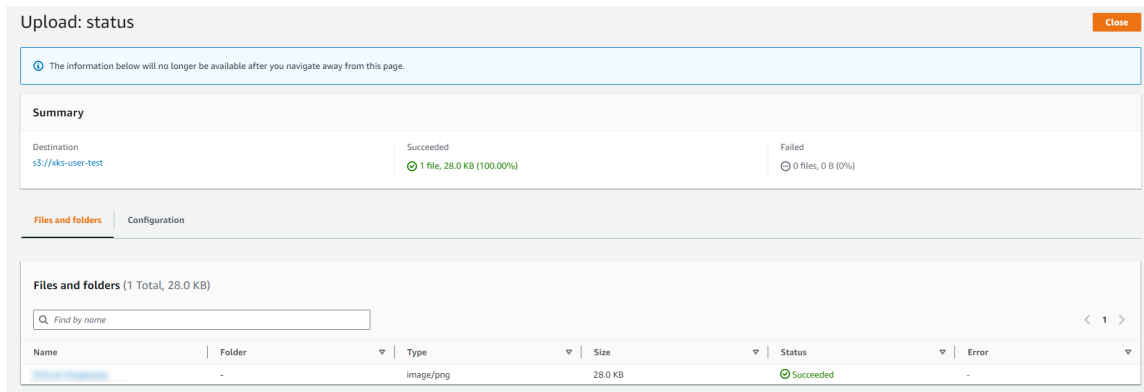 Upload: status
Close
The information below will no longer be available after you navigate away from this page.
Summary
Destination
Succeeded
Failed
s3://xks-user-test
1 file, 28.0 KB (100.00%)
0 files, 0 B (0%)
Files and folders
Configuration
Files and folders (1 Total, 28.0 KB)
Find by name
1
Name Folder Type Size Status Error
- image/png 28.0 KB Succeeded -